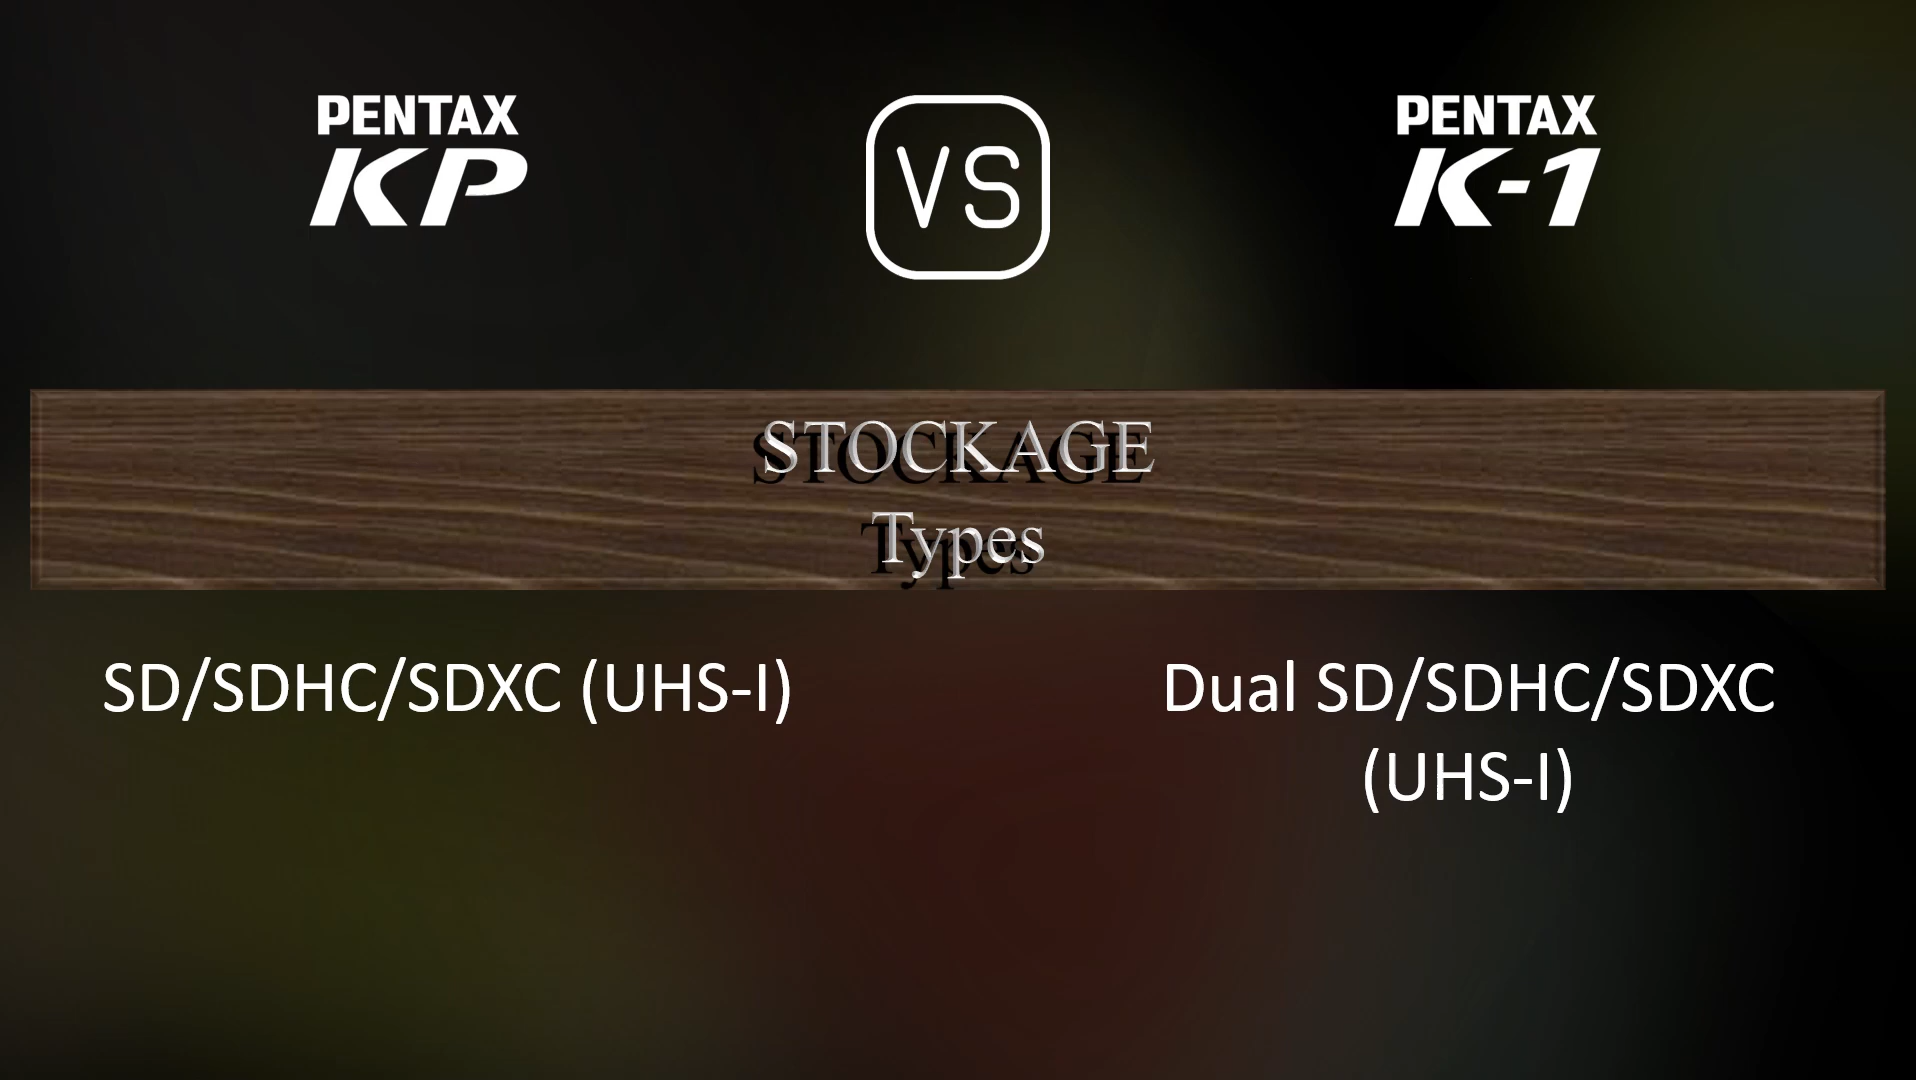 PENTAX
KP
VS
PENTAX
K-1
STOCKAGE
Types
SD/SDHC/SDXC (UHS-I)
Dual SD/SDHC/SDXC
(UHS-I)